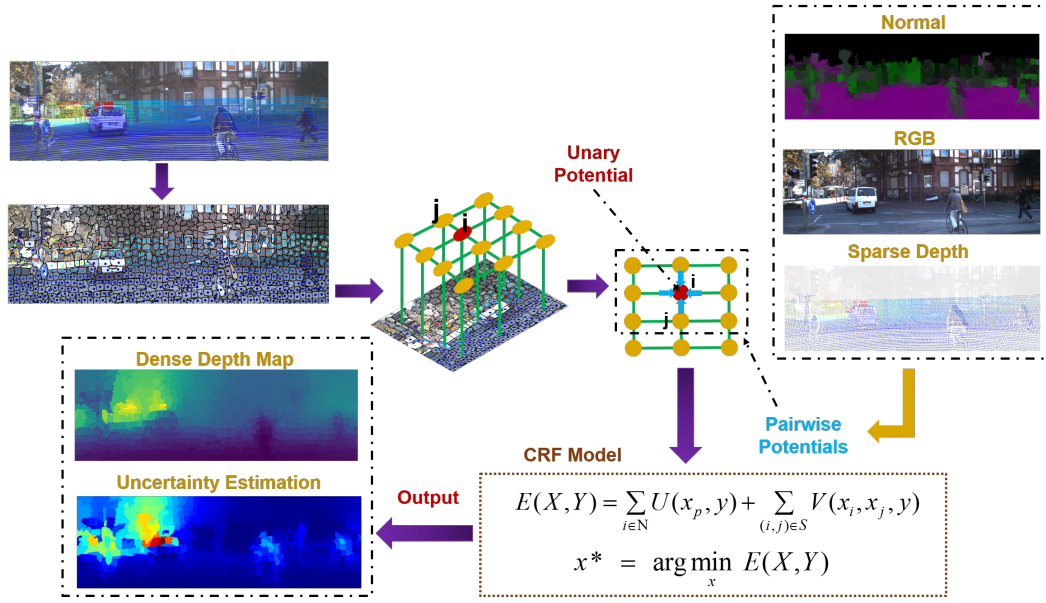 Normal
RGB
Sparse Depth
Unary
Potential
j
i
i
j
Pairwise
Potentials
Dense Depth Map
Uncertainty Estimation
Output
CRF Model
E(X,Y) = ∑_{i∈N} U(x_p, y) + ∑_{(i,j)∈S} V(x_i, x_j, y)
x* = arg min_x E(X,Y)